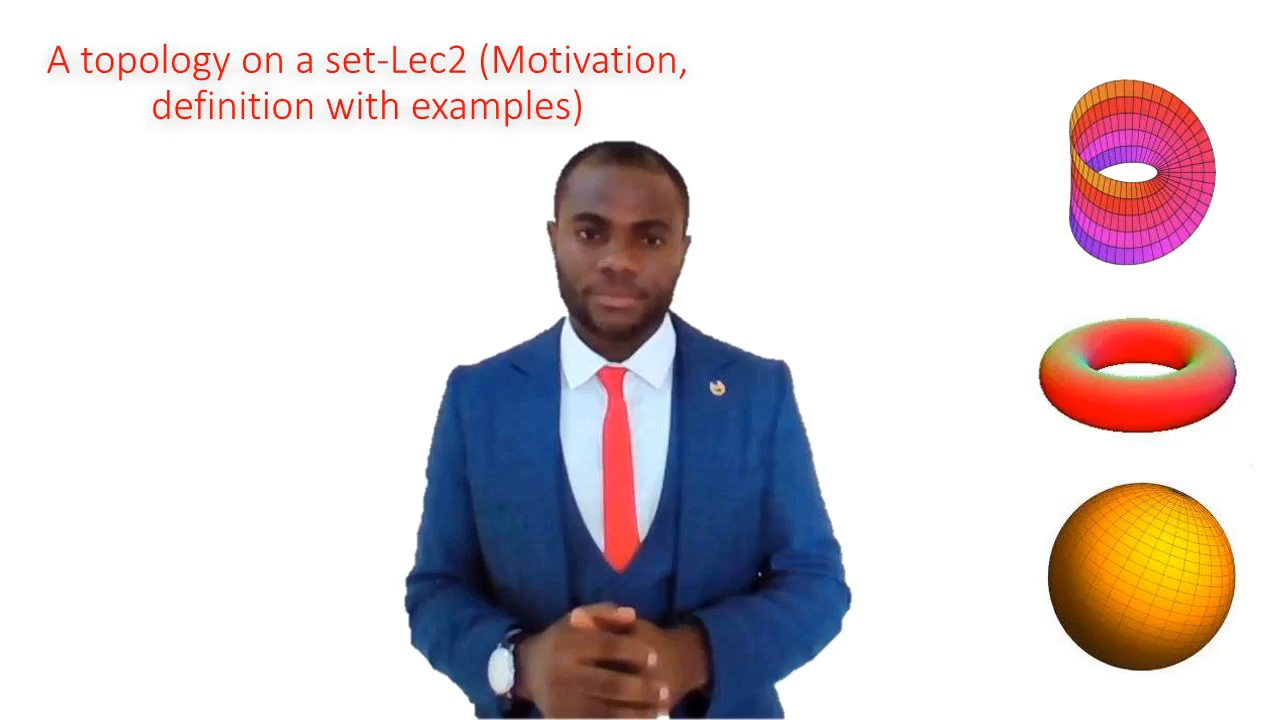 A topology on a set-Lec2 (Motivation,
definition with examples)